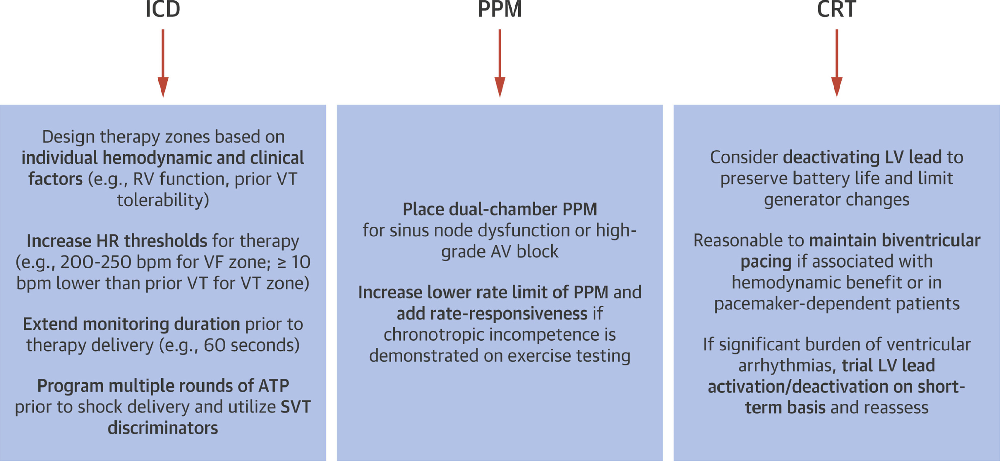 ICD
Design therapy zones based on
individual hemodynamic and clinical
factors (e.g., RV function, prior VT
tolerability)
Increase HR thresholds for therapy
(e.g., 200-250 bpm for VF zone; ≥ 10
bpm lower than prior VT for VT zone)
Extend monitoring duration prior to
therapy delivery (e.g., 60 seconds)
Program multiple rounds of ATP
prior to shock delivery and utilize SVT
discriminators
PPM
Place dual-chamber PPM
for sinus node dysfunction or high-
grade AV block
Increase lower rate limit of PPM and
add rate-responsiveness if
chronotropic incompetence is
demonstrated on exercise testing
CRT
Consider deactivating LV lead to
preserve battery life and limit
generator changes
Reasonable to maintain biventricular
pacing if associated with
hemodynamic benefit or in
pacemaker-dependent patients
If significant burden of ventricular
arrhythmias, trial LV lead
activation/deactivation on short-
term basis and reassess